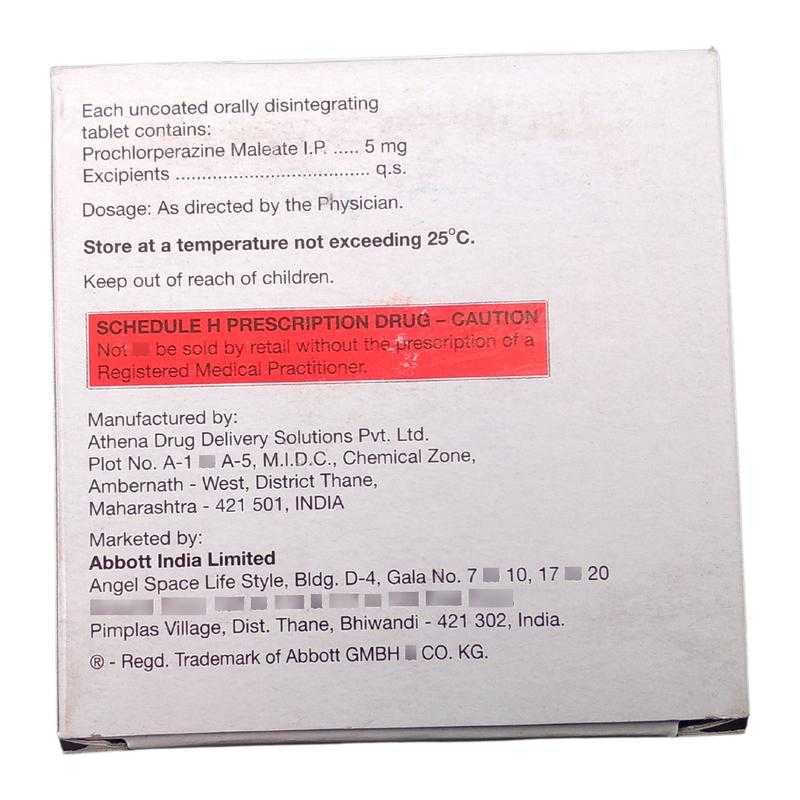 Each uncoated orally disintegrating
tablet contains:
Prochlorperazine Maleate I.P. ..... 5 mg
Excipients ..................................... q.s.
Dosage: As directed by the Physician.
Store at a temperature not exceeding 25°C.
Keep out of reach of children.
SCHEDULE H PRESCRIPTION DRUG – CAUTION
Not be sold by retail without the prescription of a
Registered Medical Practitioner.
Manufactured by:
Athena Drug Delivery Solutions Pvt. Ltd.
Plot No. A-1 A-5, M.I.D.C., Chemical Zone,
Ambernath - West, District Thane,
Maharashtra - 421 501, INDIA
Marketed by:
Abbott India Limited
Angel Space Life Style, Bldg. D-4, Gala No. 7 10, 17 20
Pimplas Village, Dist. Thane, Bhiwandi - 421 302, India.
® - Regd. Trademark of Abbott GMBH CO. KG.